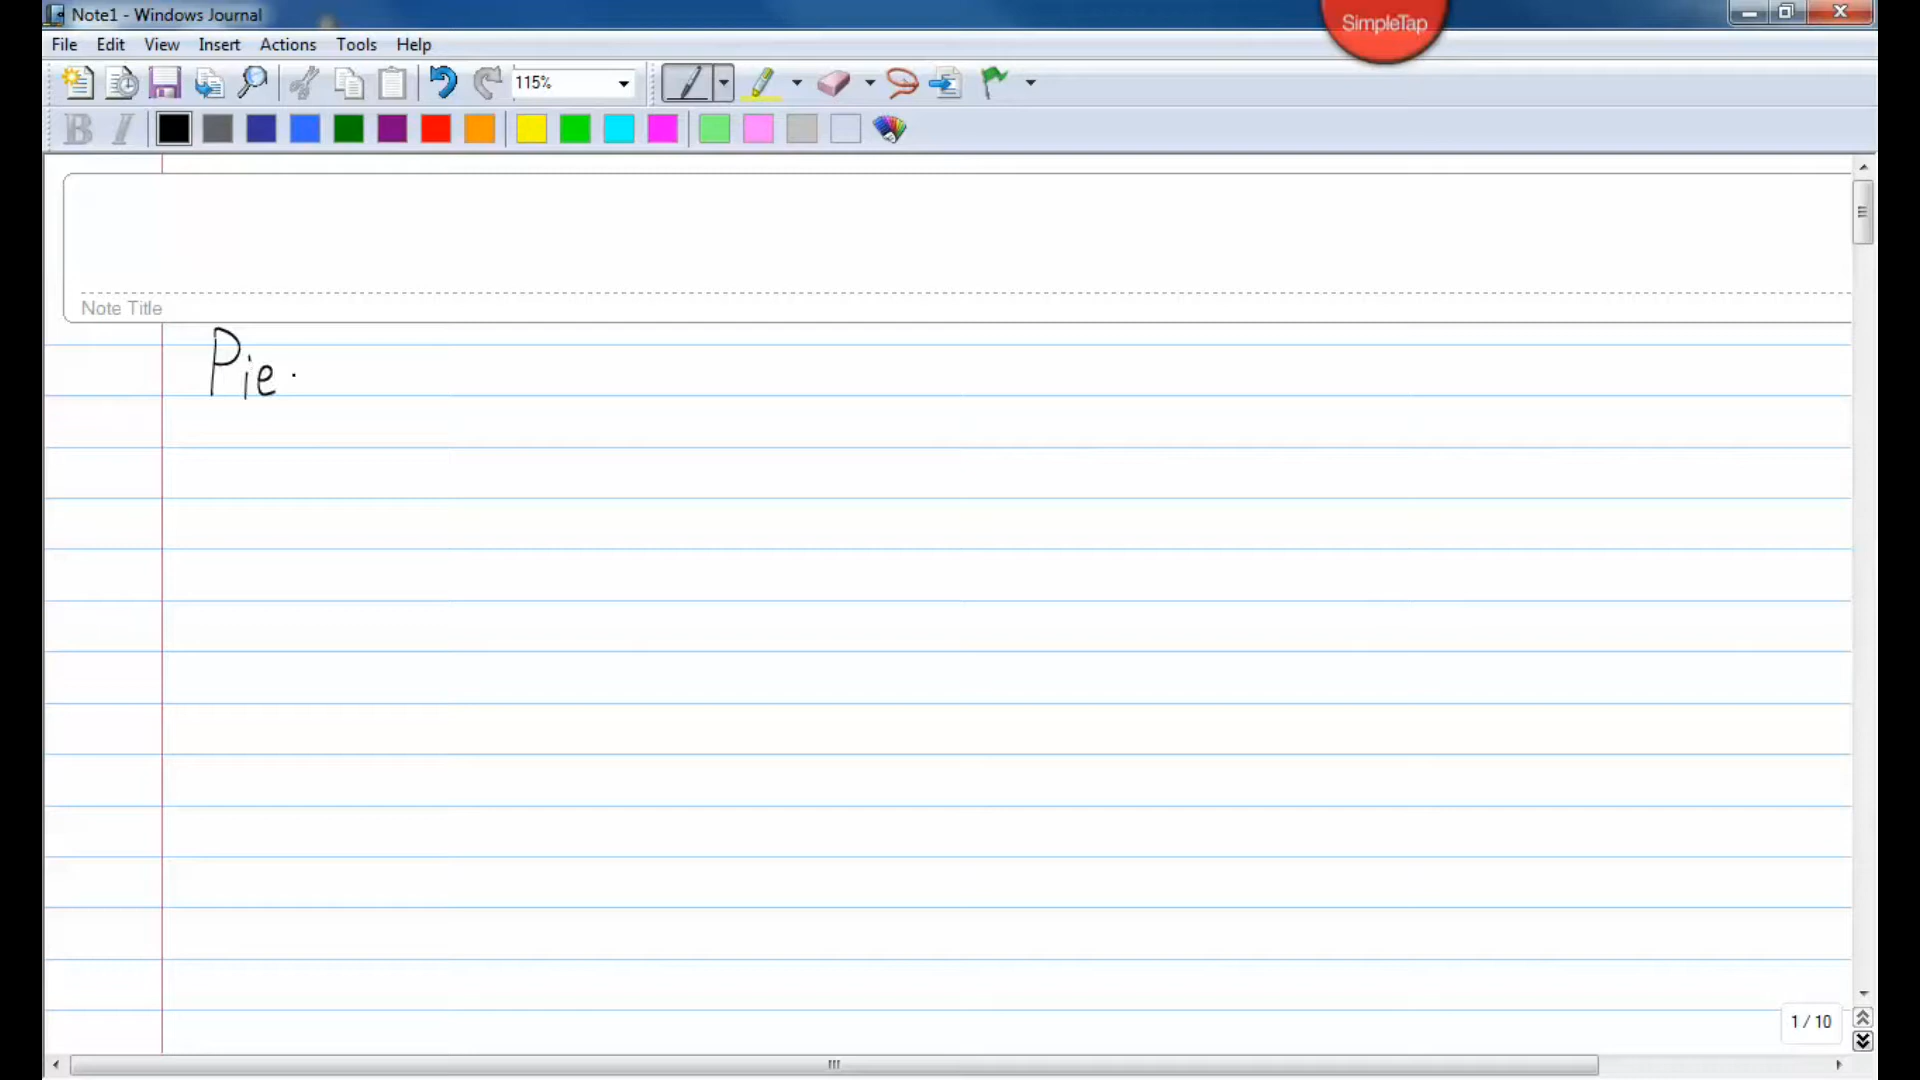 Note1 - Windows Journal
SimpleTap
File Edit View Insert Actions Tools Help
115%
B I
Note Title
Pie.
1 / 10